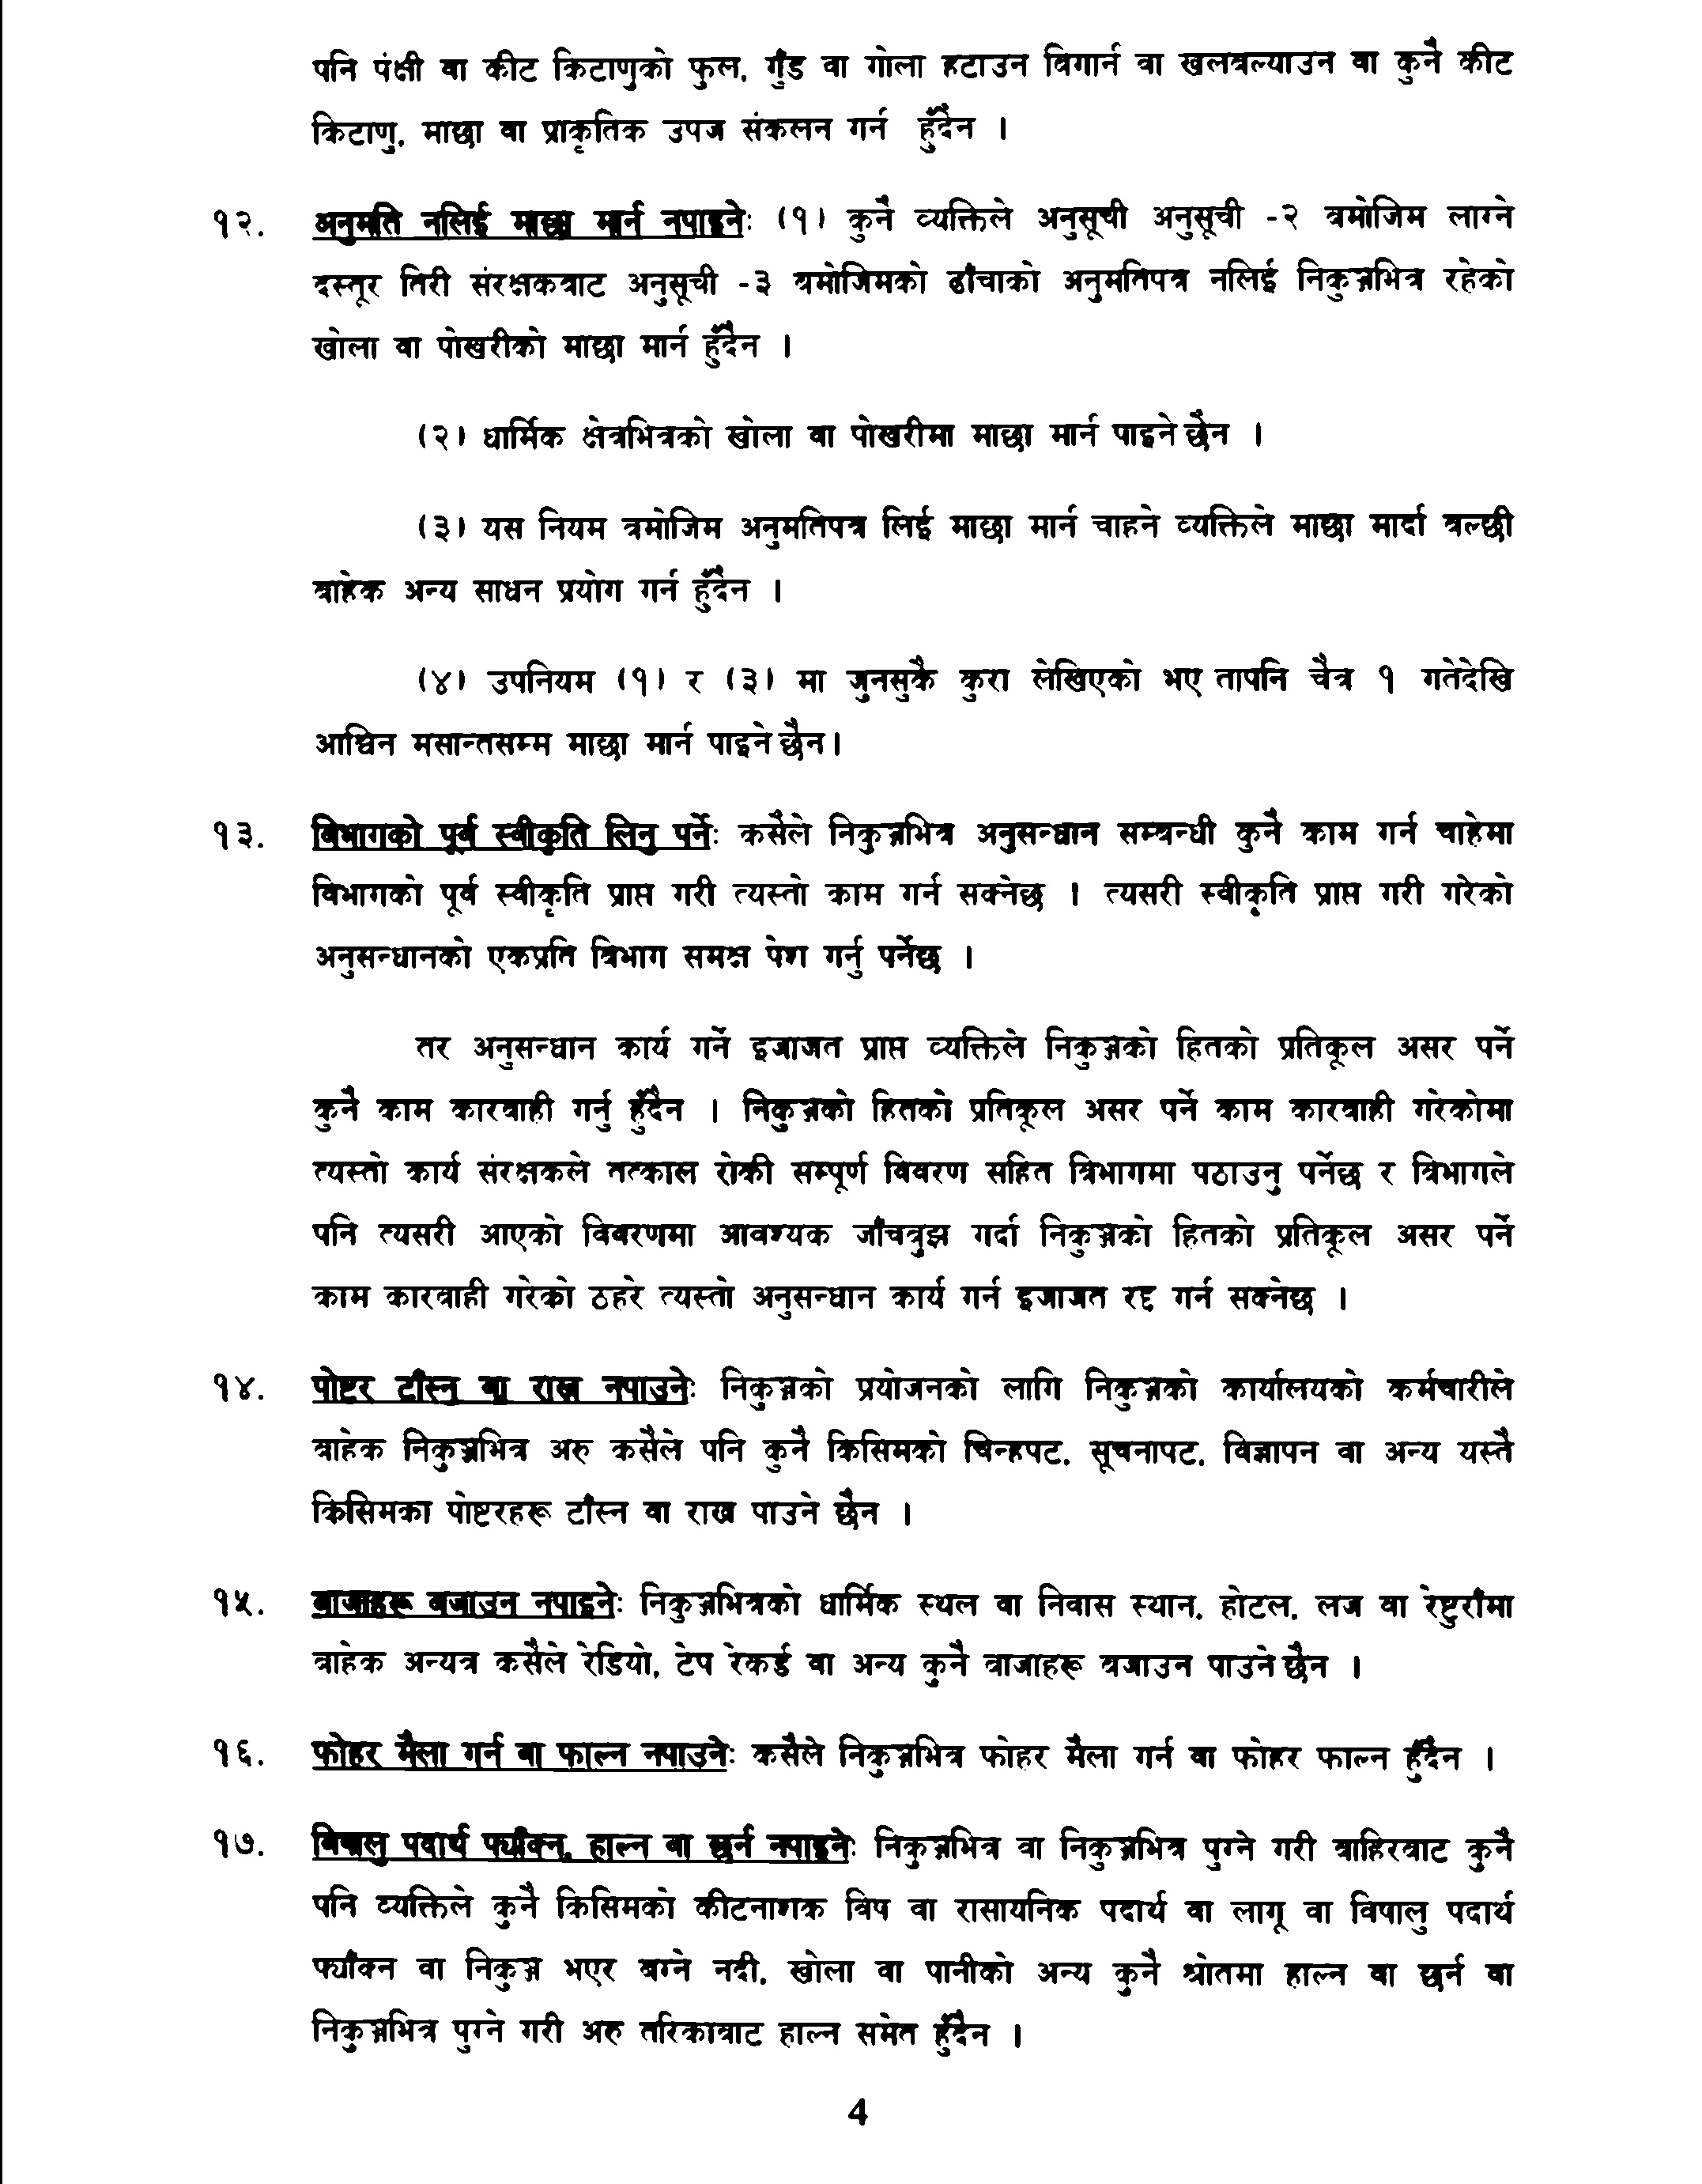 पनि पंक्षी वा कीट किटाणुको फुल, गुँड वा गोला हटाउन बिगार्न वा खलबल्याउन वा कुनै कीट
किटाणु, माछा वा प्राकृतिक उपज संकलन गर्न हुँदैन ।
१२. अनुमति नलिई माछा मार्न नपाइनेः (१) कुनै व्यक्तिले अनुसूची अनुसूची -२ बमोजिम लाग्ने
दस्तूर तिरी संरक्षकबाट अनुसूची -३ बमोजिमको ढाँचाको अनुमतिपत्र नलिई निकुञ्जभित्र रहेको
खोला वा पोखरीको माछा मार्न हुँदैन ।
(२) धार्मिक क्षेत्रभित्रको खोला वा पोखरीमा माछा मार्न पाइने छैन ।
(३) यस नियम बमोजिम अनुमतिपत्र लिई माछा मार्न चाहने व्यक्तिले माछा मार्दा बल्छी
बाहेक अन्य साधन प्रयोग गर्न हुँदैन ।
(४) उपनियम (१) र (३) मा जुनसुकै कुरा लेखिएको भए तापनि चैत्र १ गतेदेखि
आश्विन मसान्तसम्म माछा मार्न पाइने छैन।
१३. विभागको पूर्व स्वीकृति लिनु पर्नेः कसैले निकुञ्जभित्र अनुसन्धान सम्बन्धी कुनै काम गर्न चाहेमा
विभागको पूर्व स्वीकृति प्राप्त गरी त्यस्तो काम गर्न सक्नेछ । त्यसरी स्वीकृति प्राप्त गरी गरेको
अनुसन्धानको एकप्रति विभाग समक्ष पेश गर्नु पर्नेछ ।
तर अनुसन्धान कार्य गर्ने इजाजत प्राप्त व्यक्तिले निकुञ्जको हितको प्रतिकूल असर पर्ने
कुनै काम कारबाही गर्नु हुँदैन । निकुञ्जको हितको प्रतिकूल असर पर्ने काम कारबाही गरेकोमा
त्यस्तो कार्य संरक्षकले तत्काल रोकी सम्पूर्ण विवरण सहित विभागमा पठाउनु पर्नेछ र विभागले
पनि त्यसरी आएको विवरणमा आवश्यक जाँचबुझ गर्दा निकुञ्जको हितको प्रतिकूल असर पर्ने
काम कारबाही गरेको ठहरे त्यस्तो अनुसन्धान कार्य गर्न इजाजत रद्द गर्न सक्नेछ ।
१४. पोष्टर टाँस्न वा राख्न नपाउनेः निकुञ्जको प्रयोजनको लागि निकुञ्जको कार्यालयको कर्मचारीले
बाहेक निकुञ्जभित्र अरु कसैले पनि कुनै किसिमको चिन्हपट, सूचनापट, विज्ञापन वा अन्य यस्तै
किसिमका पोष्टरहरू टाँस्न वा राख्न पाउने छैन ।
१५. बाजाहरू बजाउन नपाइनेः निकुञ्जभित्रको धार्मिक स्थल वा निवास स्थान, होटल, लज वा रेष्टुराँमा
बाहेक अन्यत्र कसैले रेडियो, टेप रेकर्ड वा अन्य कुनै बाजाहरू बजाउन पाउने छैन ।
१६. फोहर मैला गर्न वा फाल्न नपाउनेः कसैले निकुञ्जभित्र फोहर मैला गर्न वा फोहर फाल्न हुँदैन ।
१७. विषालु पदार्थ फ्याँक्न, हाल्न वा छर्न नपाइनेः निकुञ्जभित्र वा निकुञ्जभित्र पुग्ने गरी बाहिरबाट कुनै
पनि व्यक्तिले कुनै किसिमको कीटनाशक विष वा रासायनिक पदार्थ वा लागू वा विषालु पदार्थ
फ्याँक्न वा निकुञ्ज भएर बग्ने नदी, खोला वा पानीको अन्य कुनै श्रोतमा हाल्न वा छर्न वा
निकुञ्जभित्र पुग्ने गरी अरु तरिकाबाट हाल्न समेत हुँदैन ।
4